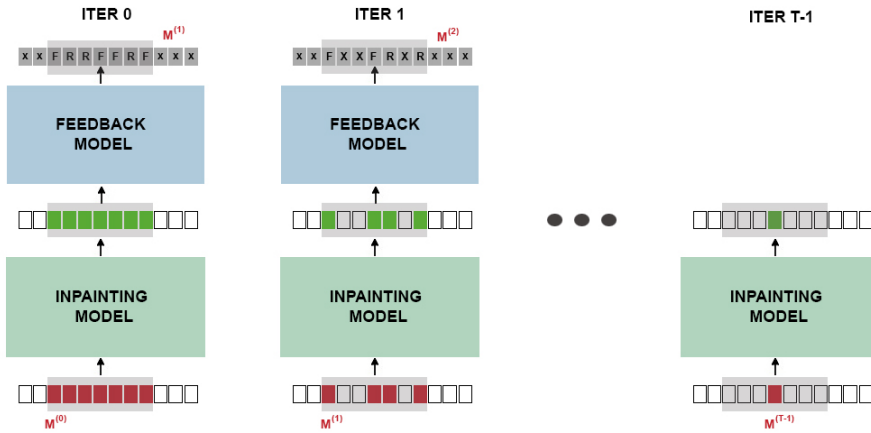 ITER 0
ITER 1
ITER T-1
M(1)
M(2)
x x F R R F F R F x x x
x x F X X F R X R x x x
FEEDBACK
MODEL
FEEDBACK
MODEL
INPAINTING
MODEL
INPAINTING
MODEL
INPAINTING
MODEL
M(0)
M(1)
M(T-1)